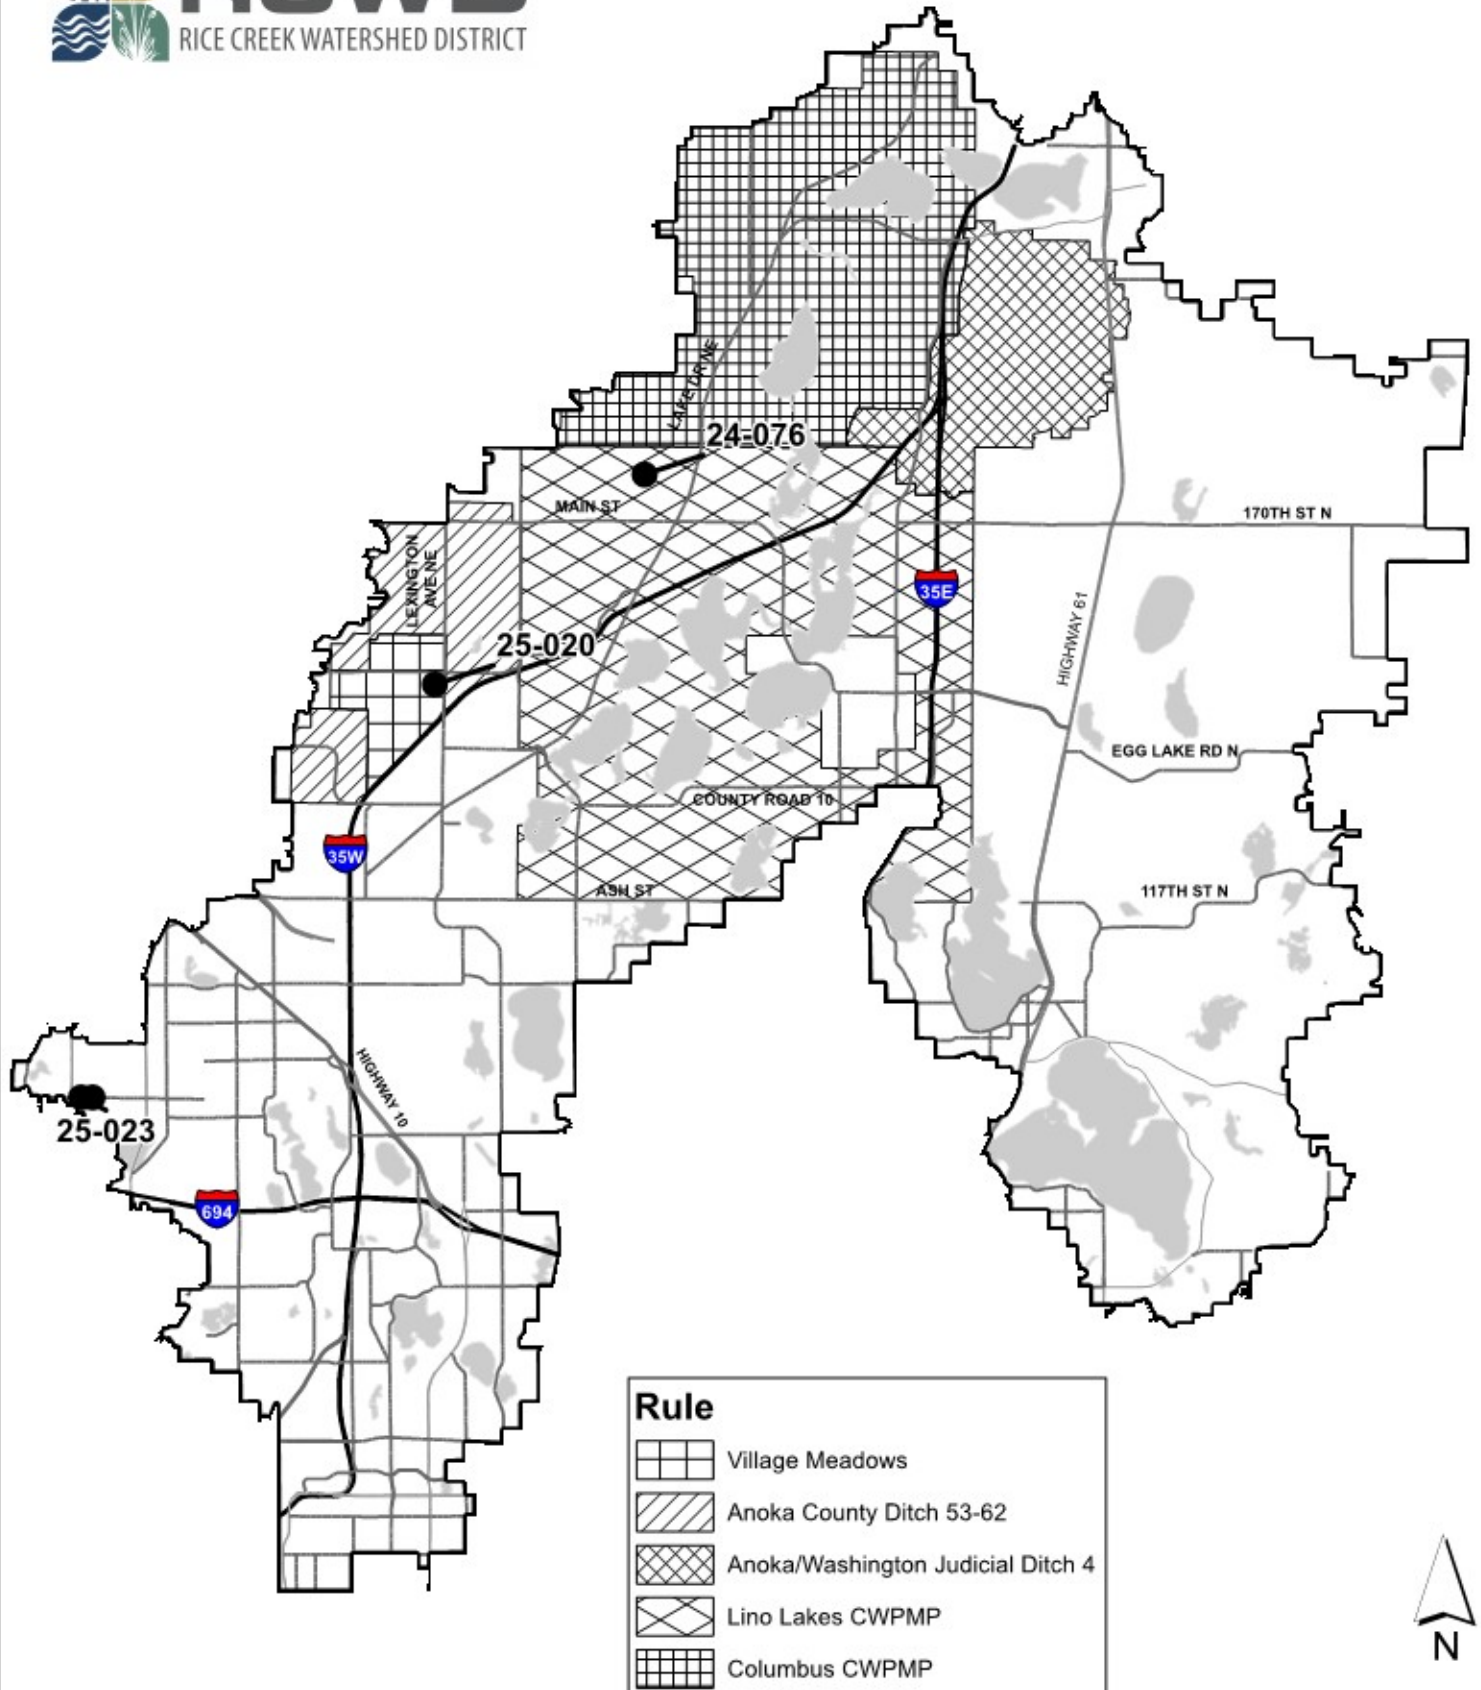 RICE CREEK WATERSHED DISTRICT
LAKE DR NE
24-076
MAIN ST
170TH ST N
LEXINGTON
AVE NE
35E
HIGHWAY 61
25-020
EGG LAKE RD N
COUNTY ROAD 10
35W
ASH ST
117TH ST N
HIGHWAY 10
25-023
694
Rule
Village Meadows
Anoka County Ditch 53-62
Anoka/Washington Judicial Ditch 4
Lino Lakes CWPMP
Columbus CWPMP
N